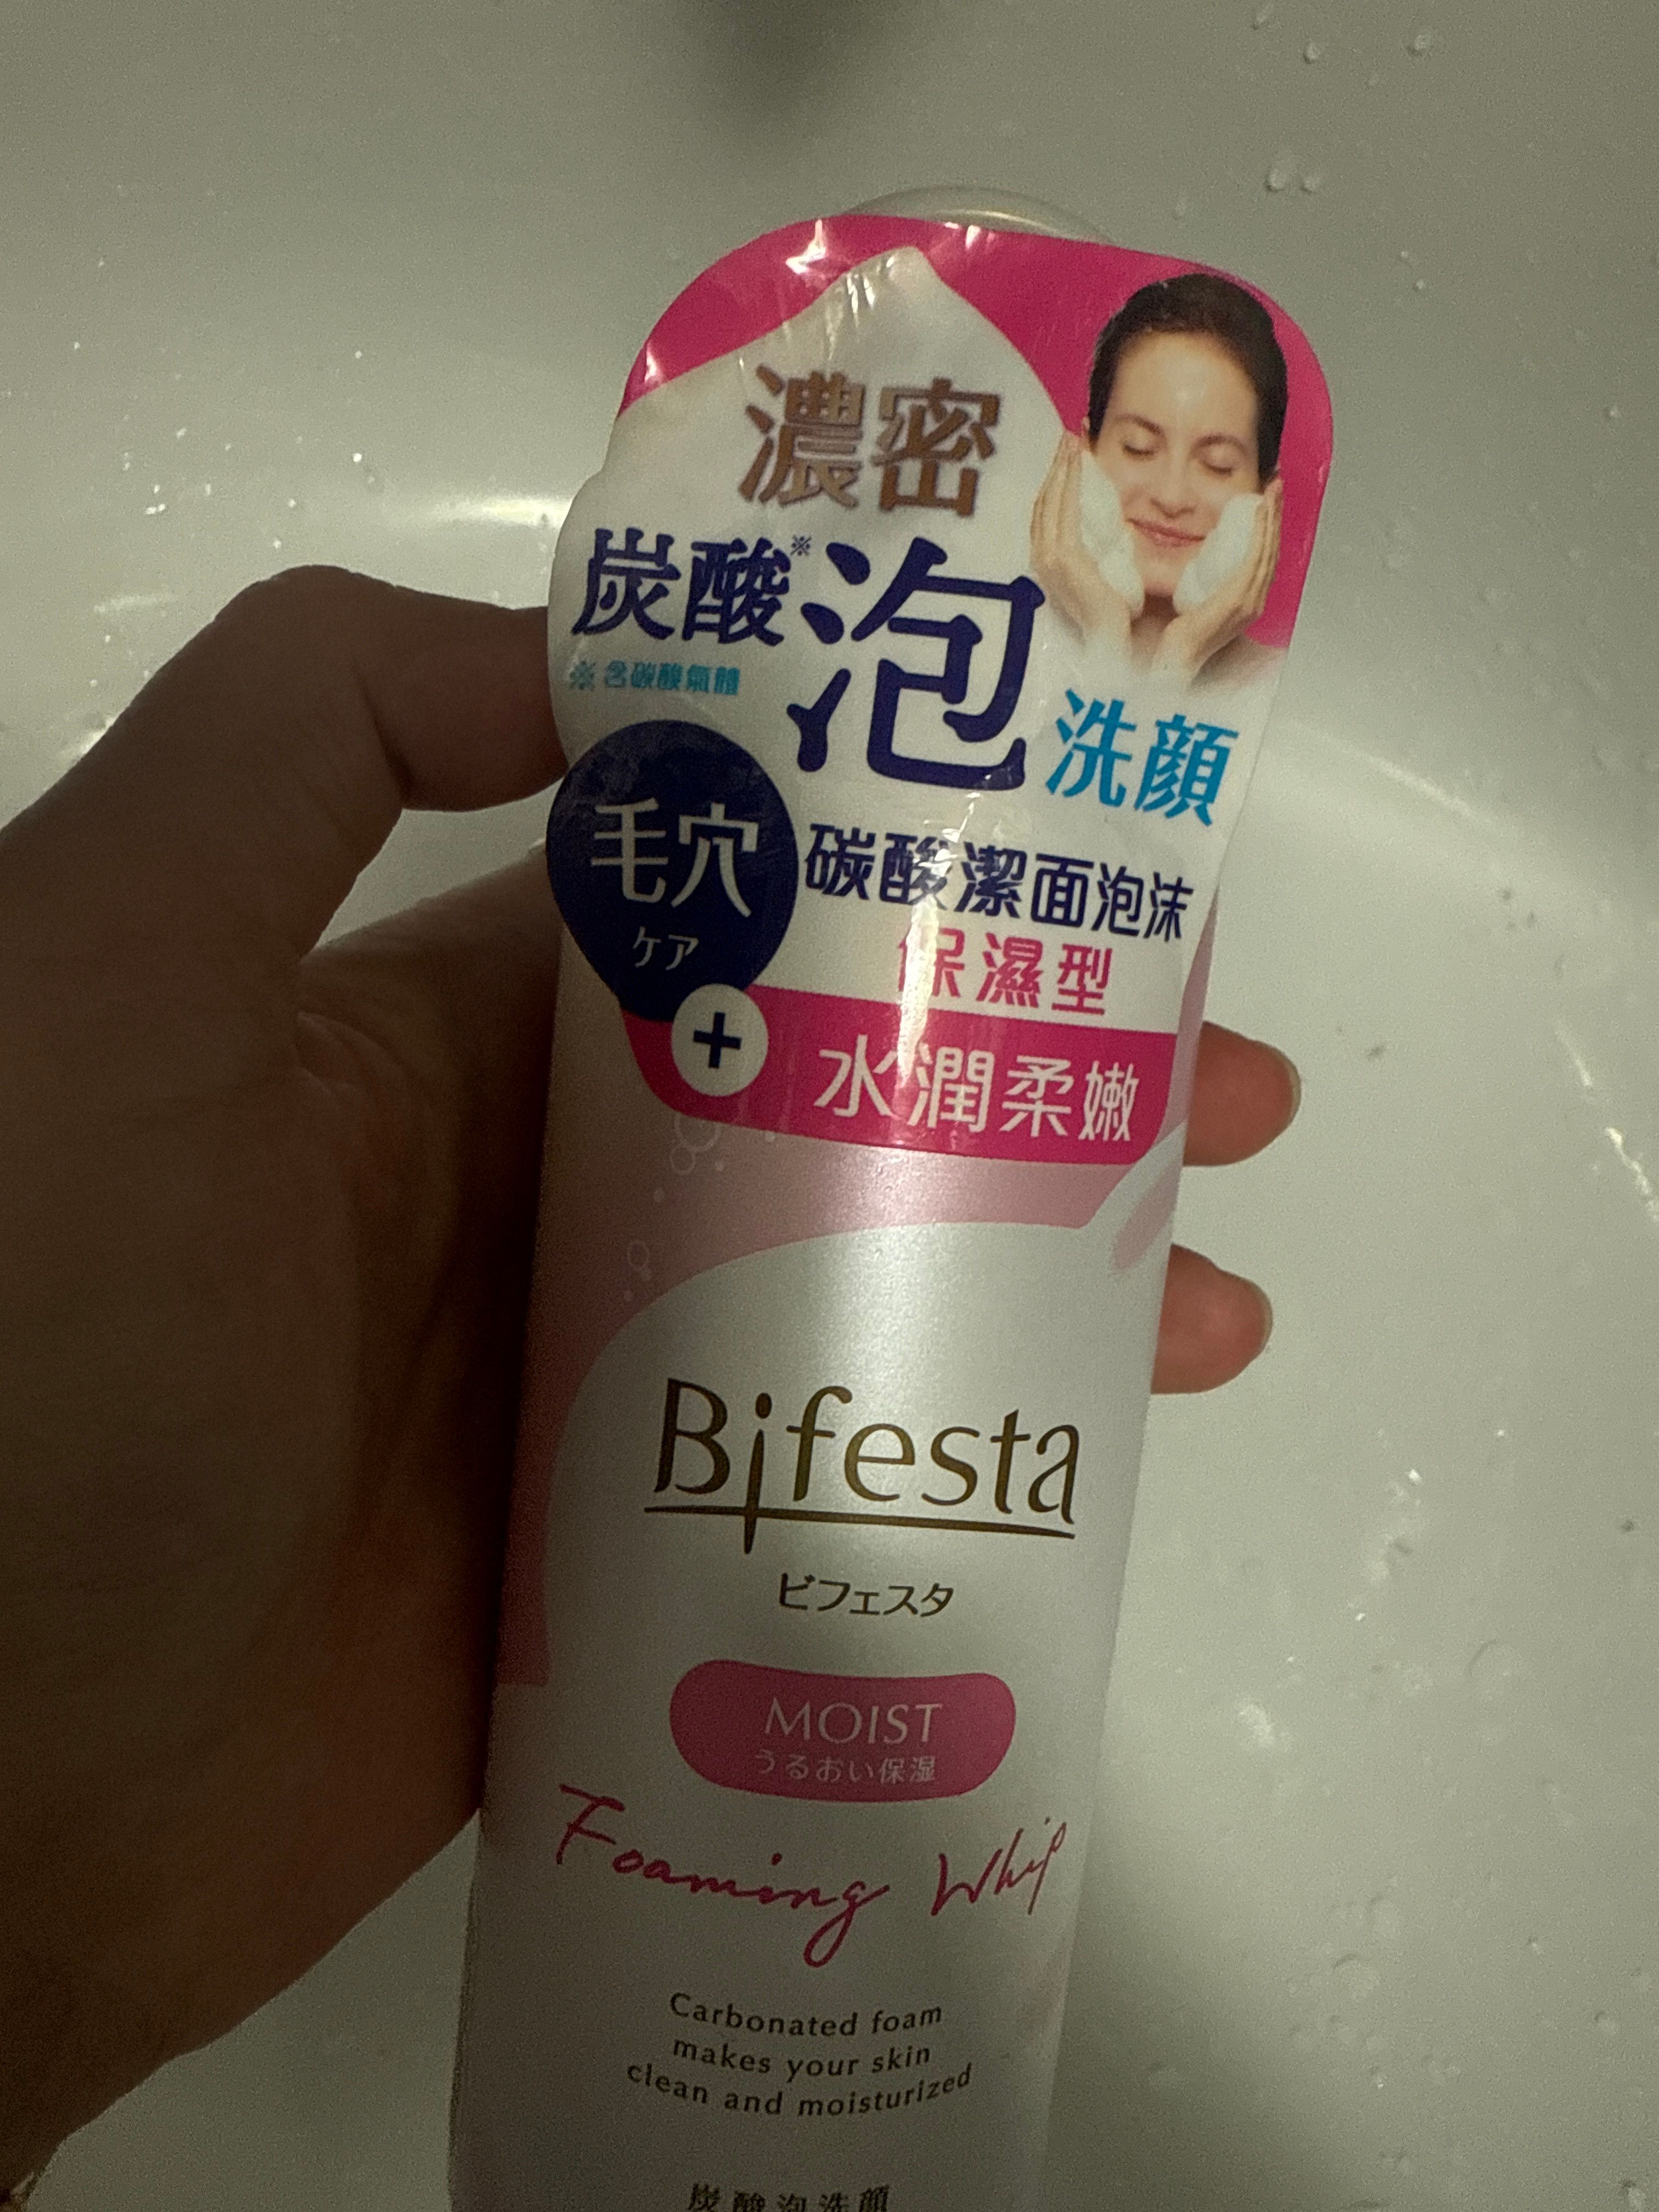 濃密
炭酸※泡洗顔
※ 含碳酸氣體
毛穴
ケア
碳酸潔面泡沫
保濕型
+
水潤柔嫩
Bifesta
ビフェスタ
MOIST
うるおい保湿
Foaming Whip
Carbonated foam
makes your skin
clean and moisturized
炭酸泡洗顔